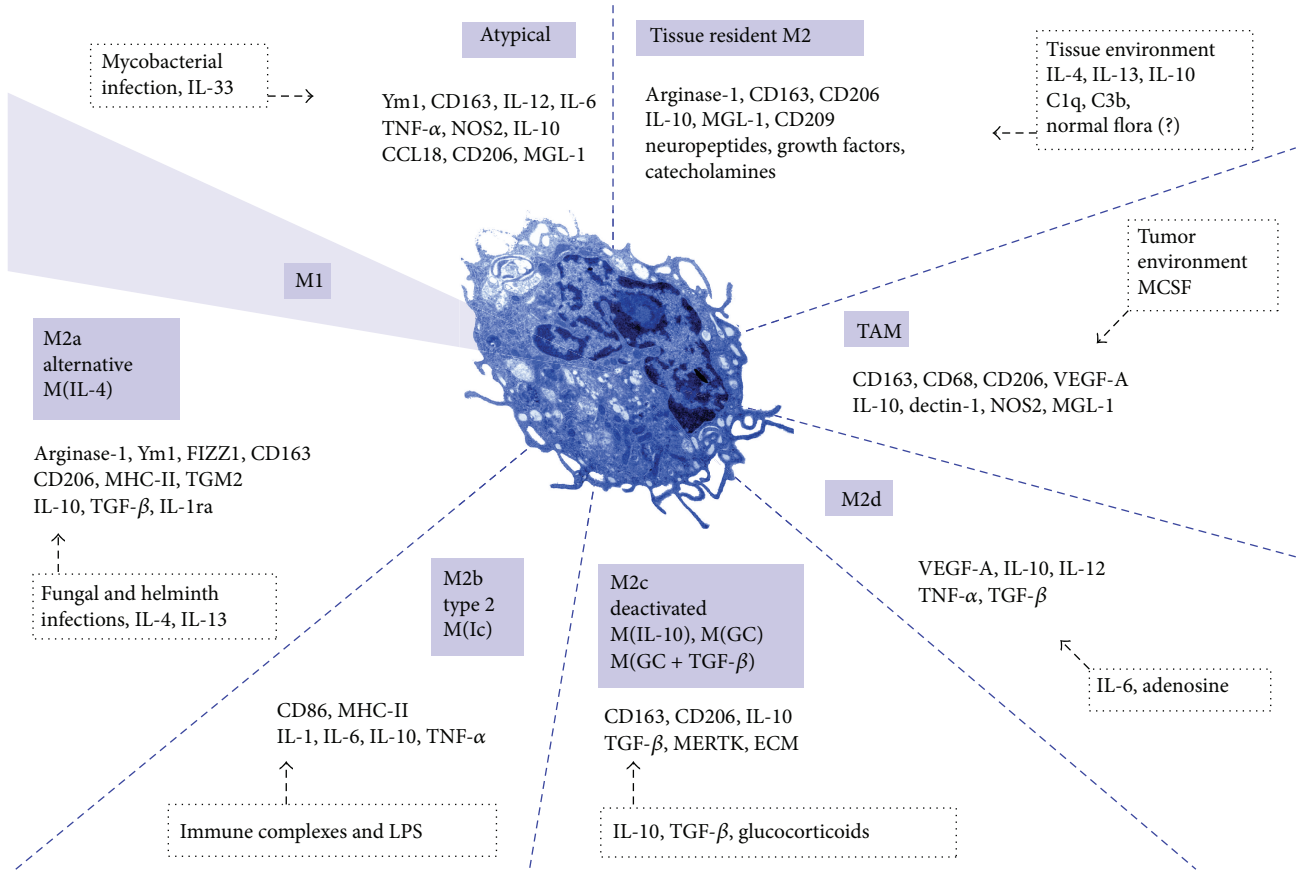 Atypical
Mycobacterial
infection, IL-33
Ym1, CD163, IL-12, IL-6
TNF-α, NOS2, IL-10
CCL18, CD206, MGL-1
Tissue resident M2
Arginase-1, CD163, CD206
IL-10, MGL-1, CD209
neuropeptides, growth factors,
catecholamines
Tissue environment
IL-4, IL-13, IL-10
C1q, C3b,
normal flora (?)
Tumor
environment
MCSF
TAM
CD163, CD68, CD206, VEGF-A
IL-10, dectin-1, NOS2, MGL-1
M1
M2a
alternative
M(IL-4)
Arginase-1, Ym1, FIZZ1, CD163
CD206, MHC-II, TGM2
IL-10, TGF-β, IL-1ra
Fungal and helminth
infections, IL-4, IL-13
M2b
type 2
M(Ic)
CD86, MHC-II
IL-1, IL-6, IL-10, TNF-α
Immune complexes and LPS
M2c
deactivated
M(IL-10), M(GC)
M(GC + TGF-β)
CD163, CD206, IL-10
TGF-β, MERTK, ECM
IL-10, TGF-β, glucocorticoids
M2d
VEGF-A, IL-10, IL-12
TNF-α, TGF-β
IL-6, adenosine